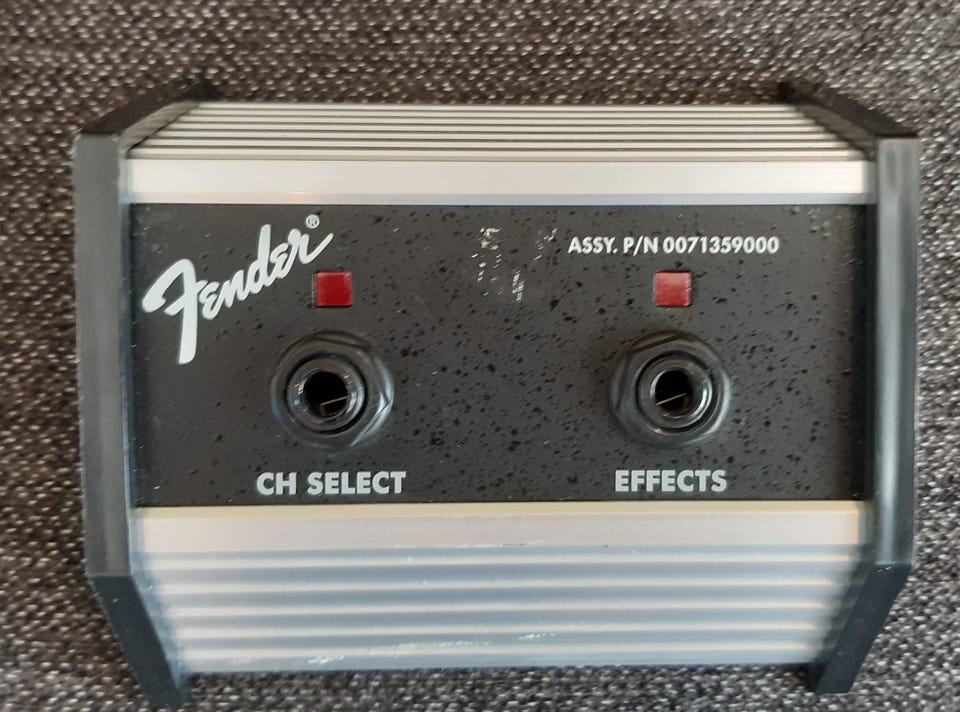 Fender®
ASSY. P/N 0071359000
CH SELECT
EFFECTS